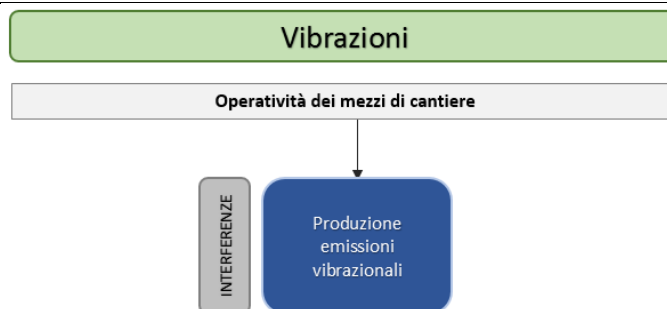 Vibrazioni
Operatività dei mezzi di cantiere
INTERFERENZE
Produzione
emissioni
vibrazionali